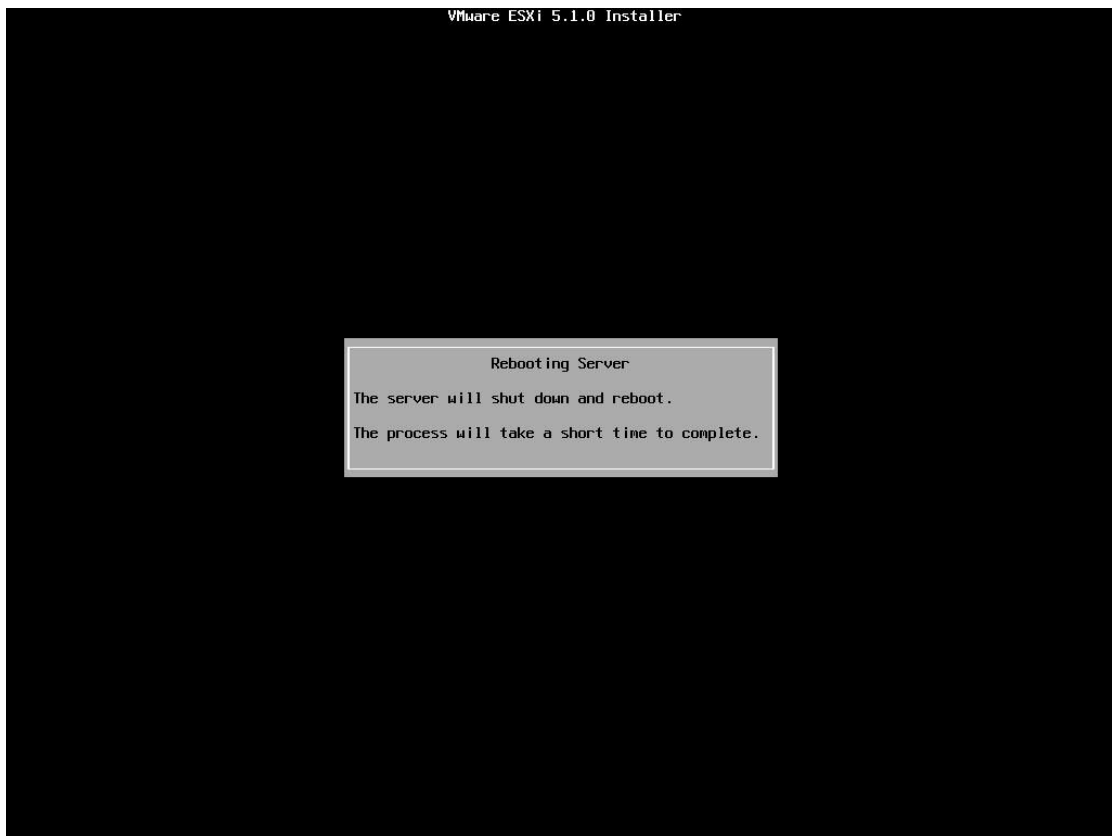 VMware ESXi 5.1.0 Installer
Rebooting Server
The server will shut down and reboot.
The process will take a short time to complete.